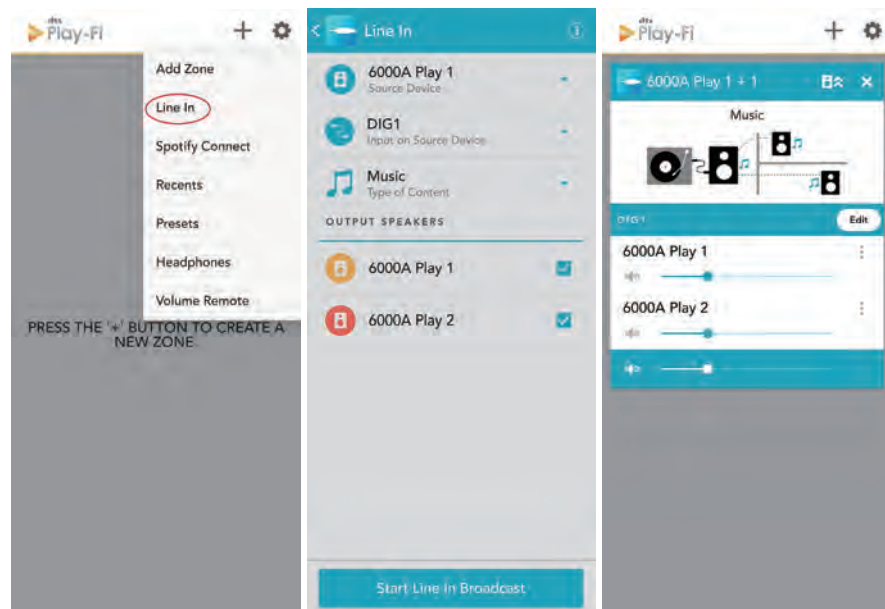 dts
Play-Fi
Add Zone
Line In
Spotify Connect
Recents
Presets
Headphones
Volume Remote
PRESS THE '+' BUTTON TO CREATE A
NEW ZONE
Line In
6000A Play 1
Source Device
DIG1
Input on Source Device
Music
Type of Content
OUTPUT SPEAKERS
6000A Play 1
6000A Play 2
Start Line In Broadcast
dts
Play-Fi
6000A Play 1 + 1
Music
DIG1
Edit
6000A Play 1
6000A Play 2